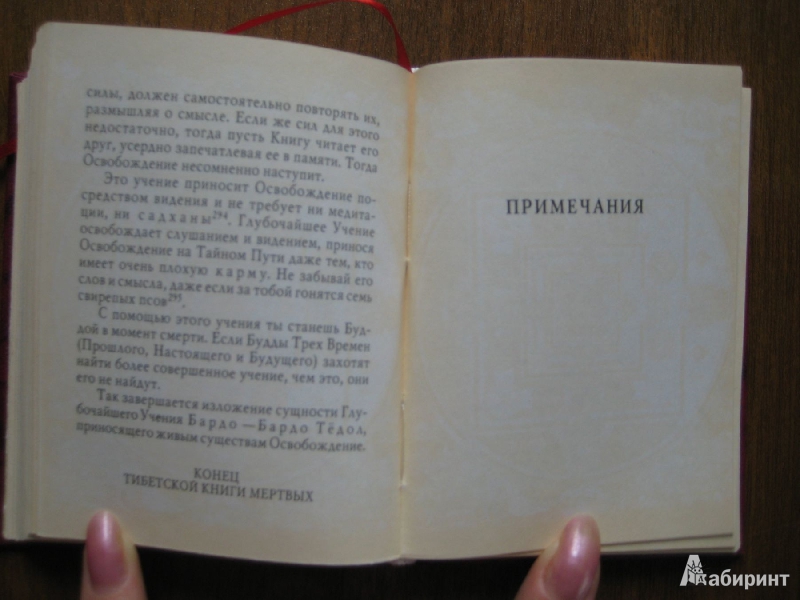 силы, должен самостоятельно повторять их,
размышляя о смысле. Если же сил для этого
недостаточно, тогда пусть Книгу читает его
друг, усердно запечатлевая ее в памяти. Тогда
Освобождение несомненно наступит.
Это учение приносит Освобождение по-
средством видения и не требует ни медита-
ции, ни садханы²⁹⁴. Глубочайшее Учение
освобождает слушанием и видением, принося
Освобождение на Тайном Пути даже тем, кто
имеет очень плохую карму. Не забывай его
слов и смысла, даже если за тобой гонятся семь
свирепых псов²⁹⁵.
С помощью этого учения ты станешь Буд-
дой в момент смерти. Если Будды Трех Времен
(Прошлого, Настоящего и Будущего) захотят
найти более совершенное учение, чем это, они
его не найдут.
Так завершается изложение сущности Глу-
бочайшего Учения Бардо —Бардо Тёдол,
приносящего живым существам Освобождение.
КОНЕЦ
ТИБЕТСКОЙ КНИГИ МЕРТВЫХ
ПРИМЕЧАНИЯ
Лабиринт